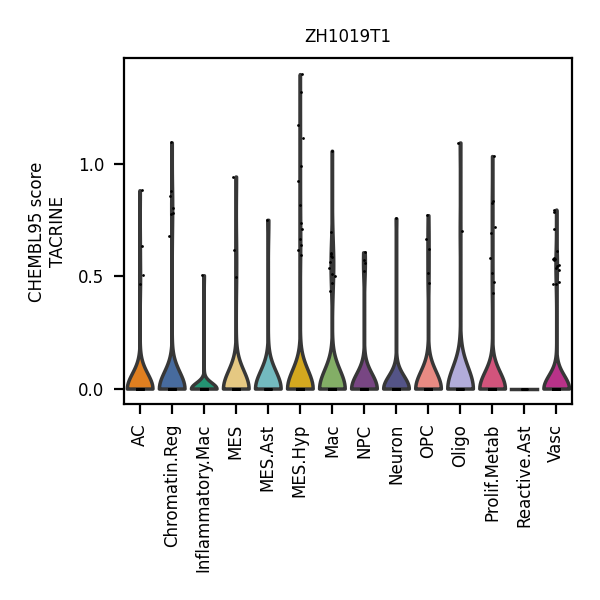 ZH1019T1
CHEMBL95 score
TACRINE
1.0
0.5
0.0
AC
Chromatin.Reg
Inflammatory.Mac
MES
MES.Ast
MES.Hyp
Mac
NPC
Neuron
OPC
Oligo
Prolif.Metab
Reactive.Ast
Vasc